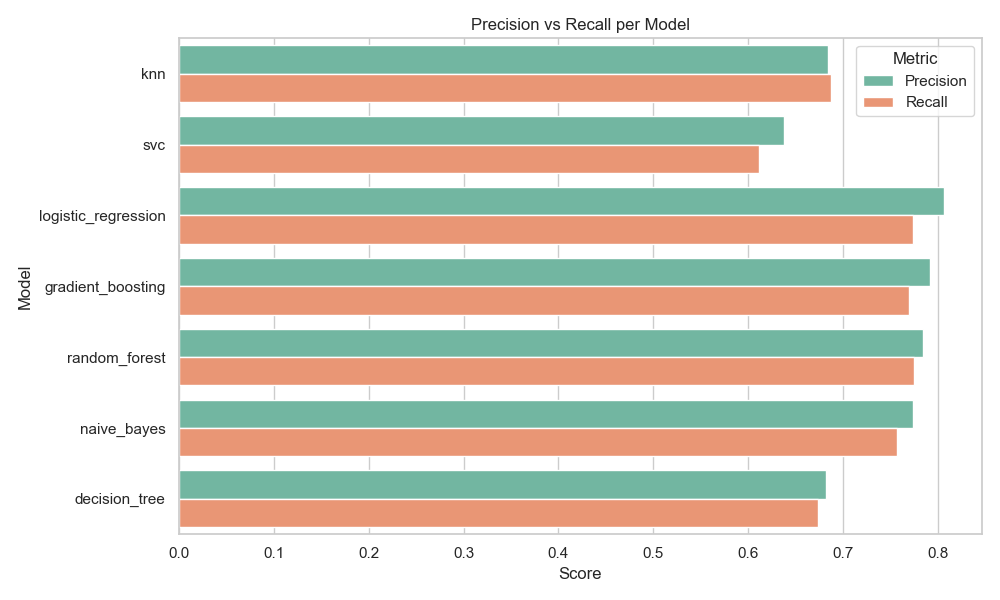 Precision vs Recall per Model
Metric
Precision
Recall
Model
knn
svc
logistic_regression
gradient_boosting
random_forest
naive_bayes
decision_tree
0.0 0.1 0.2 0.3 0.4 0.5 0.6 0.7 0.8
Score